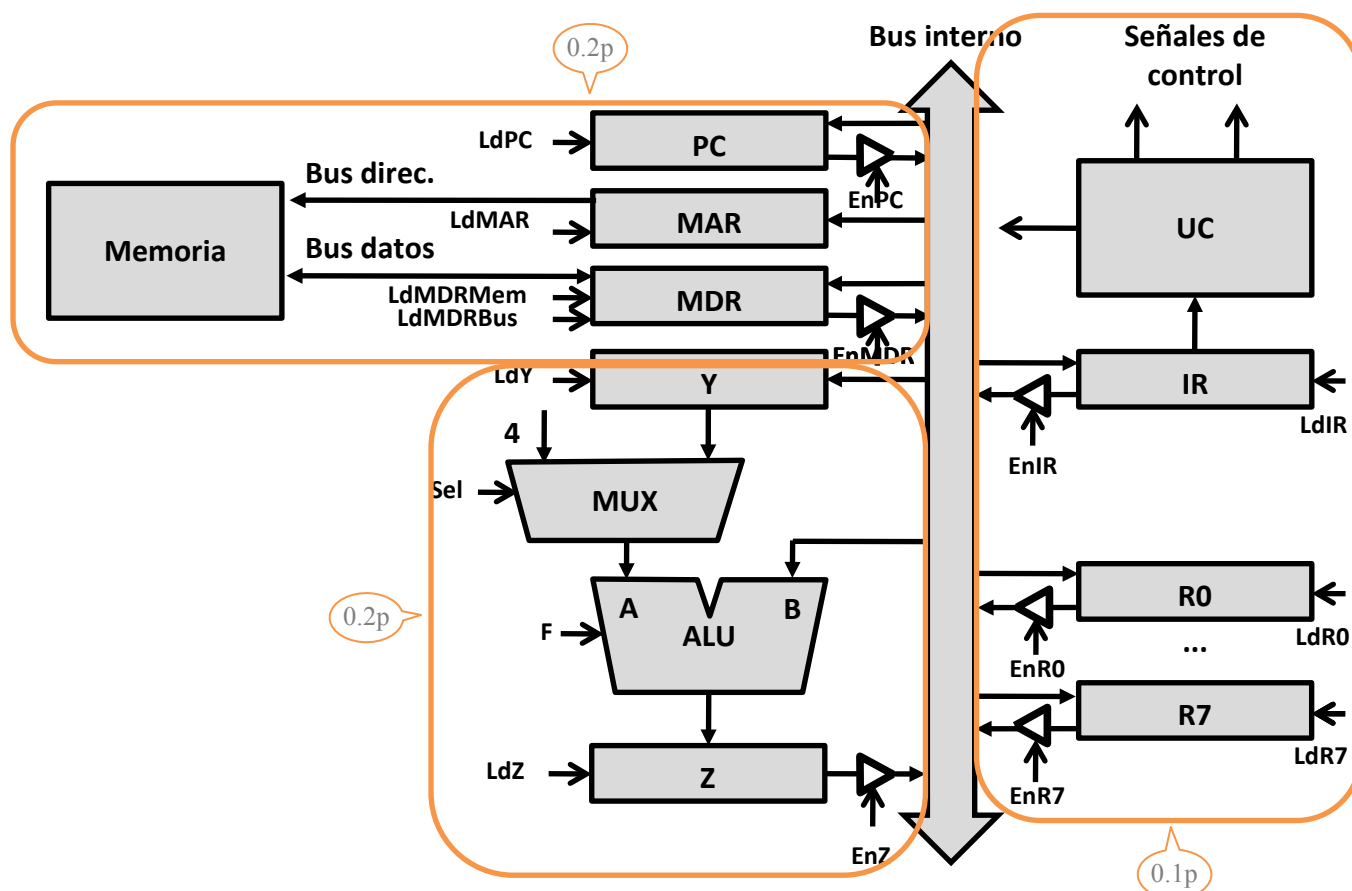 0.2p
Bus interno
Señales de
control
LdPC
PC
EnPC
Bus direc.
LdMAR
MAR
Memoria
Bus datos
LdMDRMem
LdMDRBus
MDR
EnMDR
UC
LdY
Y
IR
LdIR
EnIR
4
Sel
MUX
0.2p
A
B
F
ALU
R0
LdR0
EnR0
...
R7
LdR7
EnR7
LdZ
Z
EnZ
0.1p